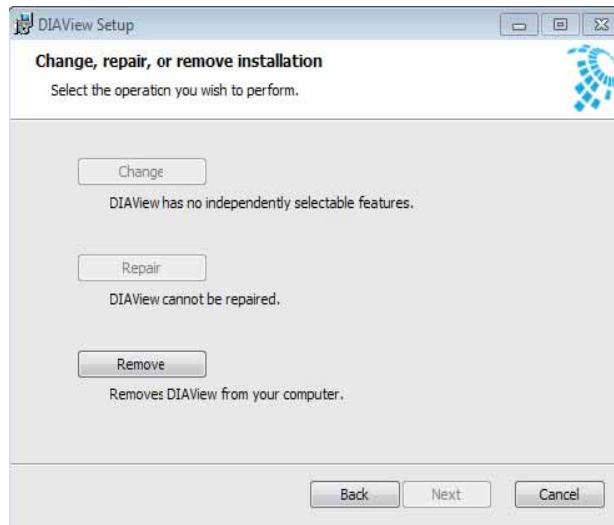 DIAView Setup
Change, repair, or remove installation
Select the operation you wish to perform.
Change
DIAView has no independently selectable features.
Repair
DIAView cannot be repaired.
Remove
Removes DIAView from your computer.
Back Next Cancel